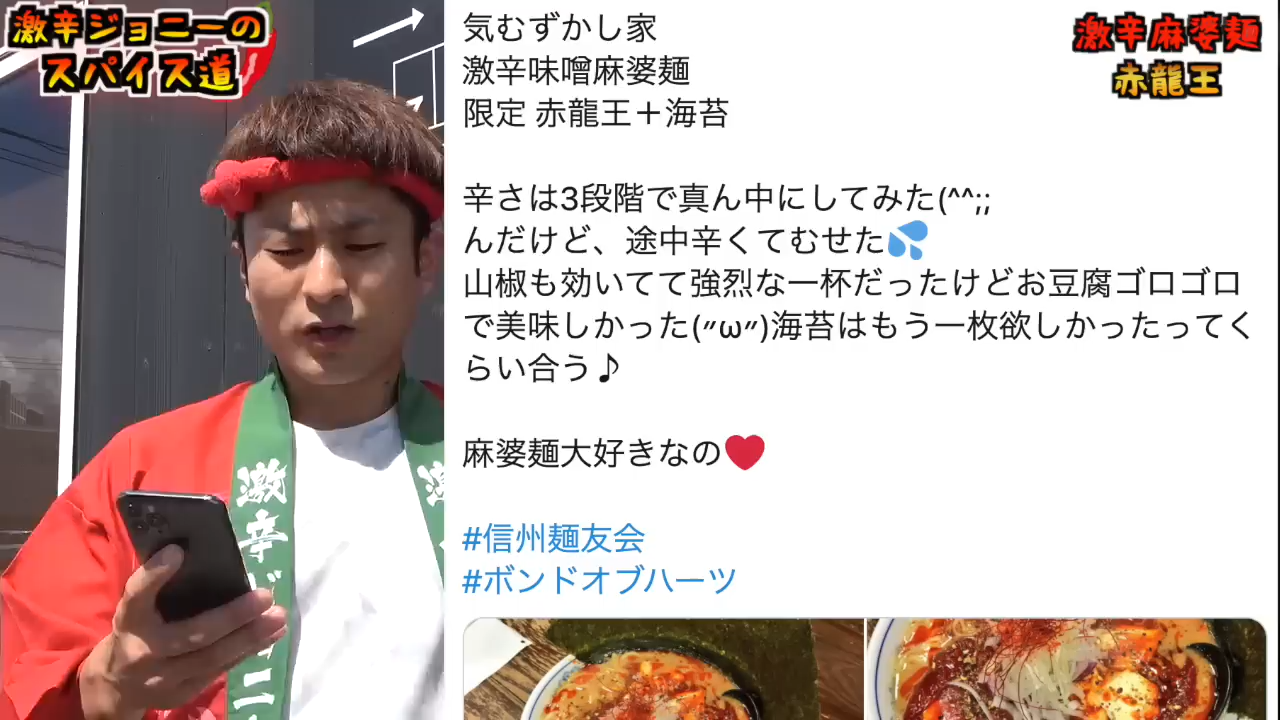 激辛ジョニーの
スパイス道
激辛麻婆麺
赤龍王
気むずかし家
激辛味噌麻婆麺
限定 赤龍王＋海苔
辛さは3段階で真ん中にしてみた(^^;;
んだけど、途中辛くてむせた💦
山椒も効いてて強烈な一杯だったけどお豆腐ゴロゴロ
で美味しかった(〃ω〃)海苔はもう一枚欲しかったってく
らい合う♪
麻婆麺大好きなの❤️
#信州麺友会
#ボンドオブハーツ
激辛ジョニ